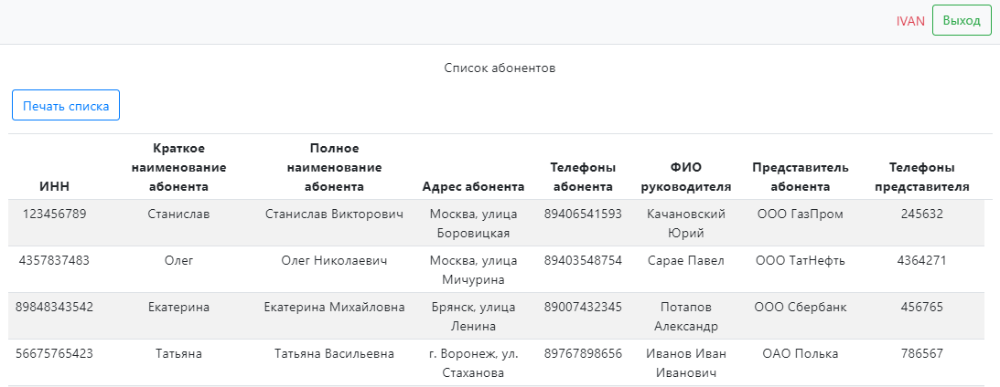 IVAN Выход
Список абонентов
Печать списка
Краткое Полное
наименование наименование Телефоны ФИО Представитель Телефоны
ИНН абонента абонента Адрес абонента абонента руководителя абонента представителя
123456789 Станислав Станислав Викторович Москва, улица 89406541593 Качановский ООО ГазПром 245632
Боровицкая Юрий
4357837483 Олег Олег Николаевич Москва, улица 89403548754 Сарае Павел ООО ТатНефть 4364271
Мичурина
89848343542 Екатерина Екатерина Михайловна Брянск, улица 89007432345 Потапов ООО Сбербанк 456765
Ленина Александр
56675765423 Татьяна Татьяна Васильевна г. Воронеж, ул. 89767898656 Иванов Иван ОАО Полька 786567
Стаханова Иванович